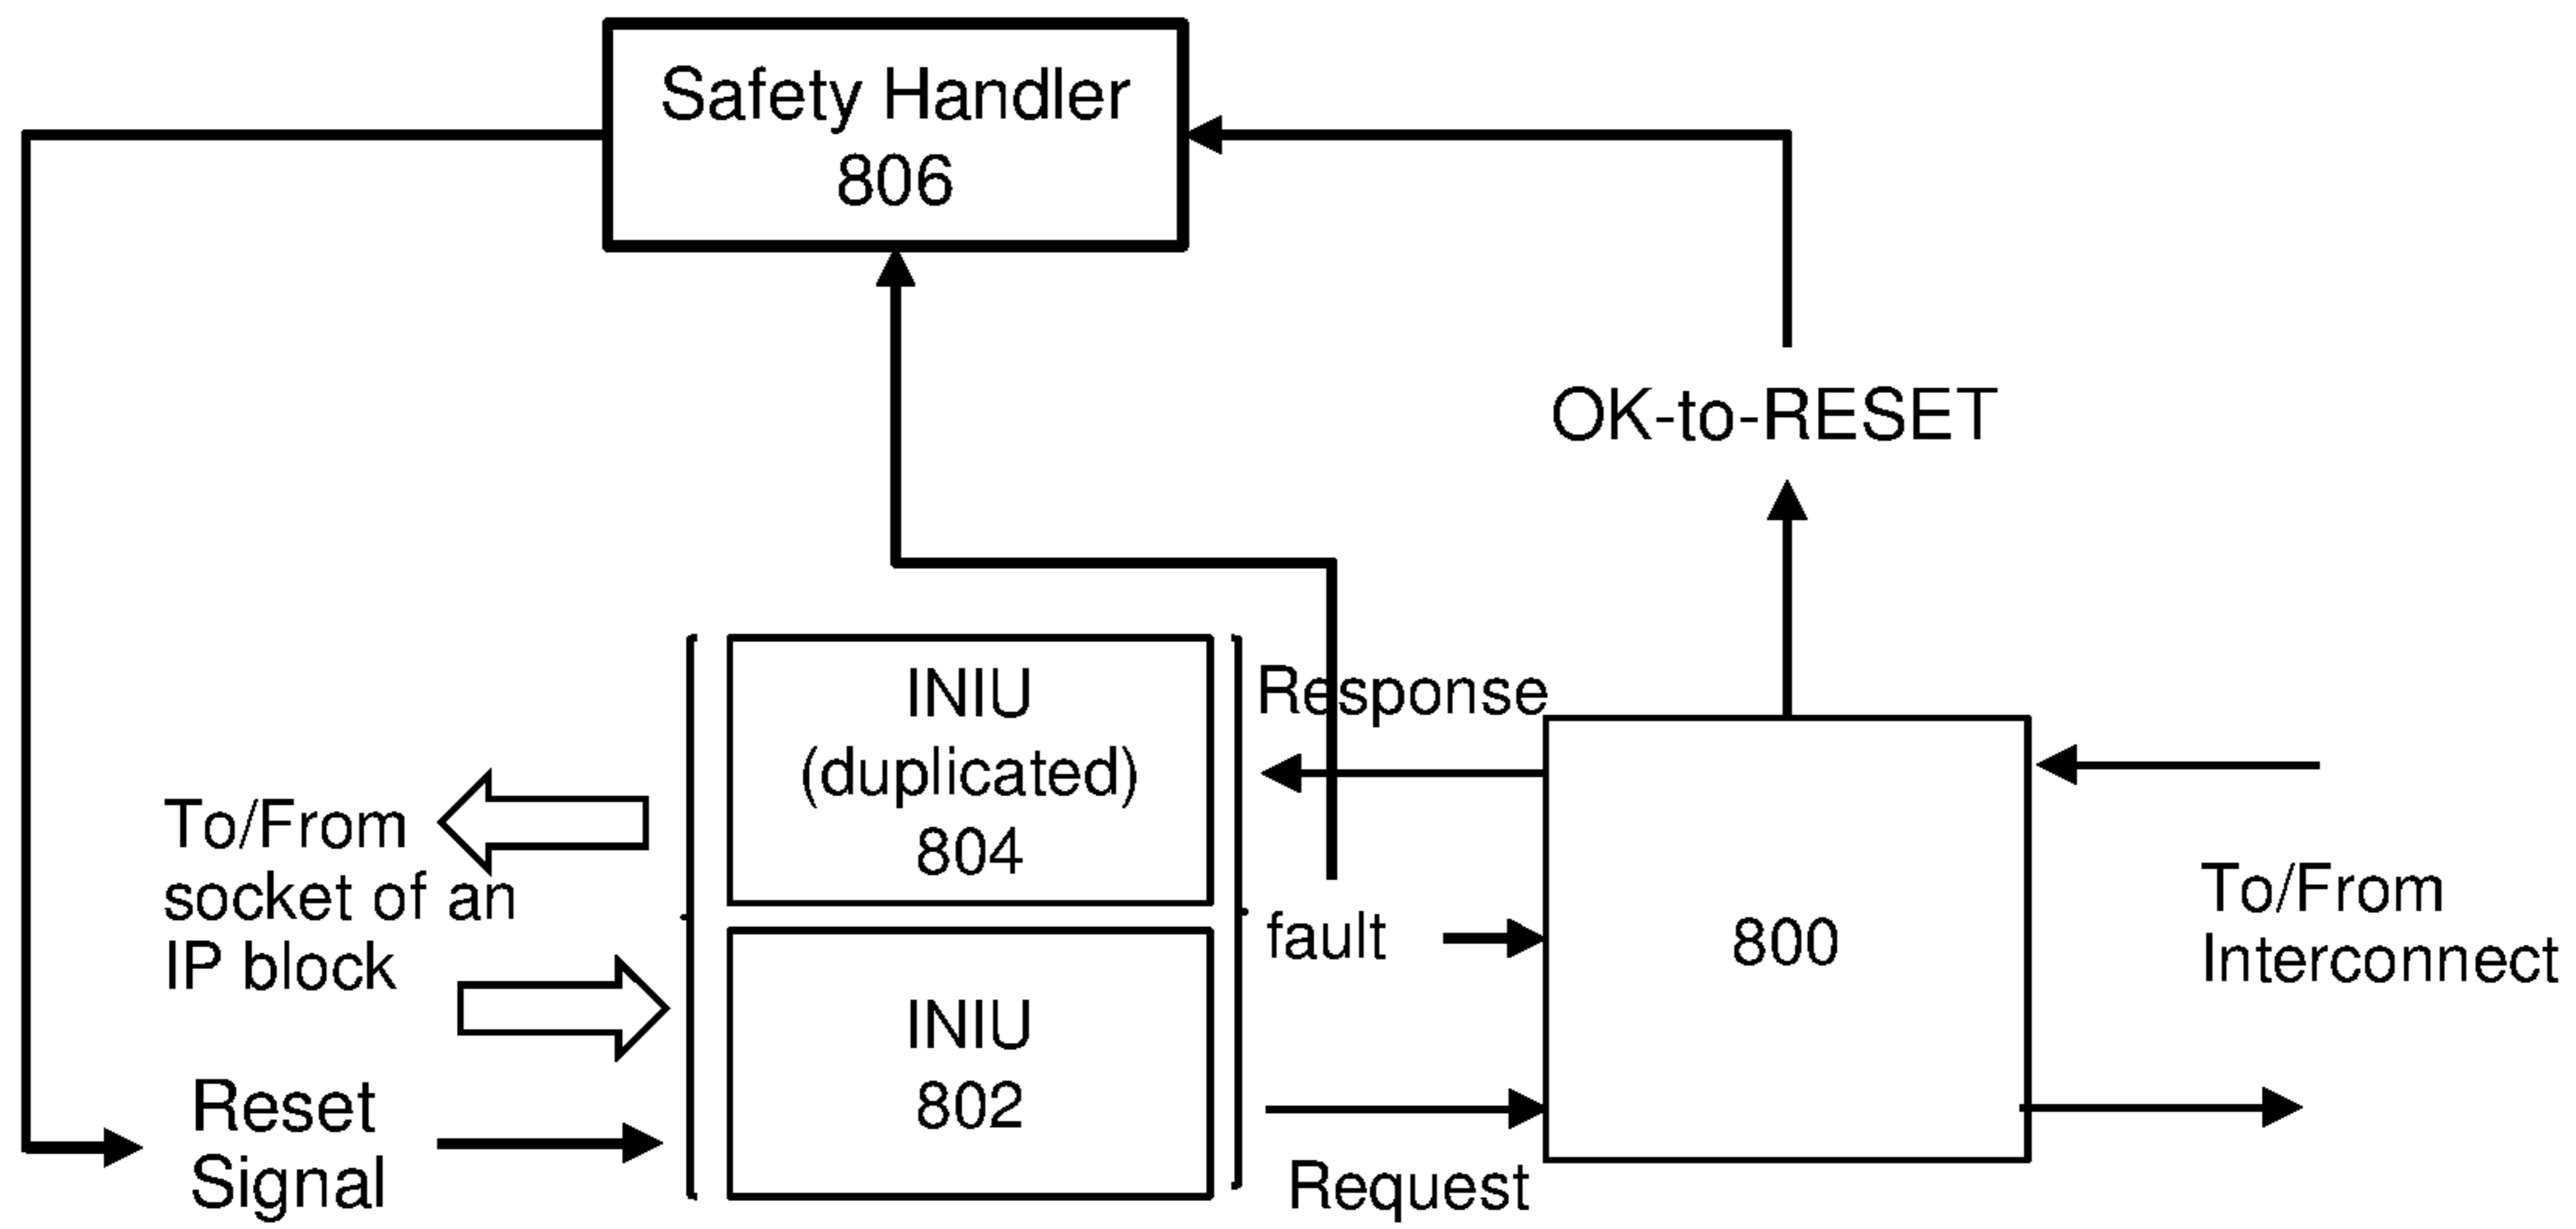 Safety Handler
806
OK-to-RESET
INIU
(duplicated)
804
Response
To/From
socket of an
IP block
fault
800
To/From
Interconnect
INIU
802
Reset
Signal
Request